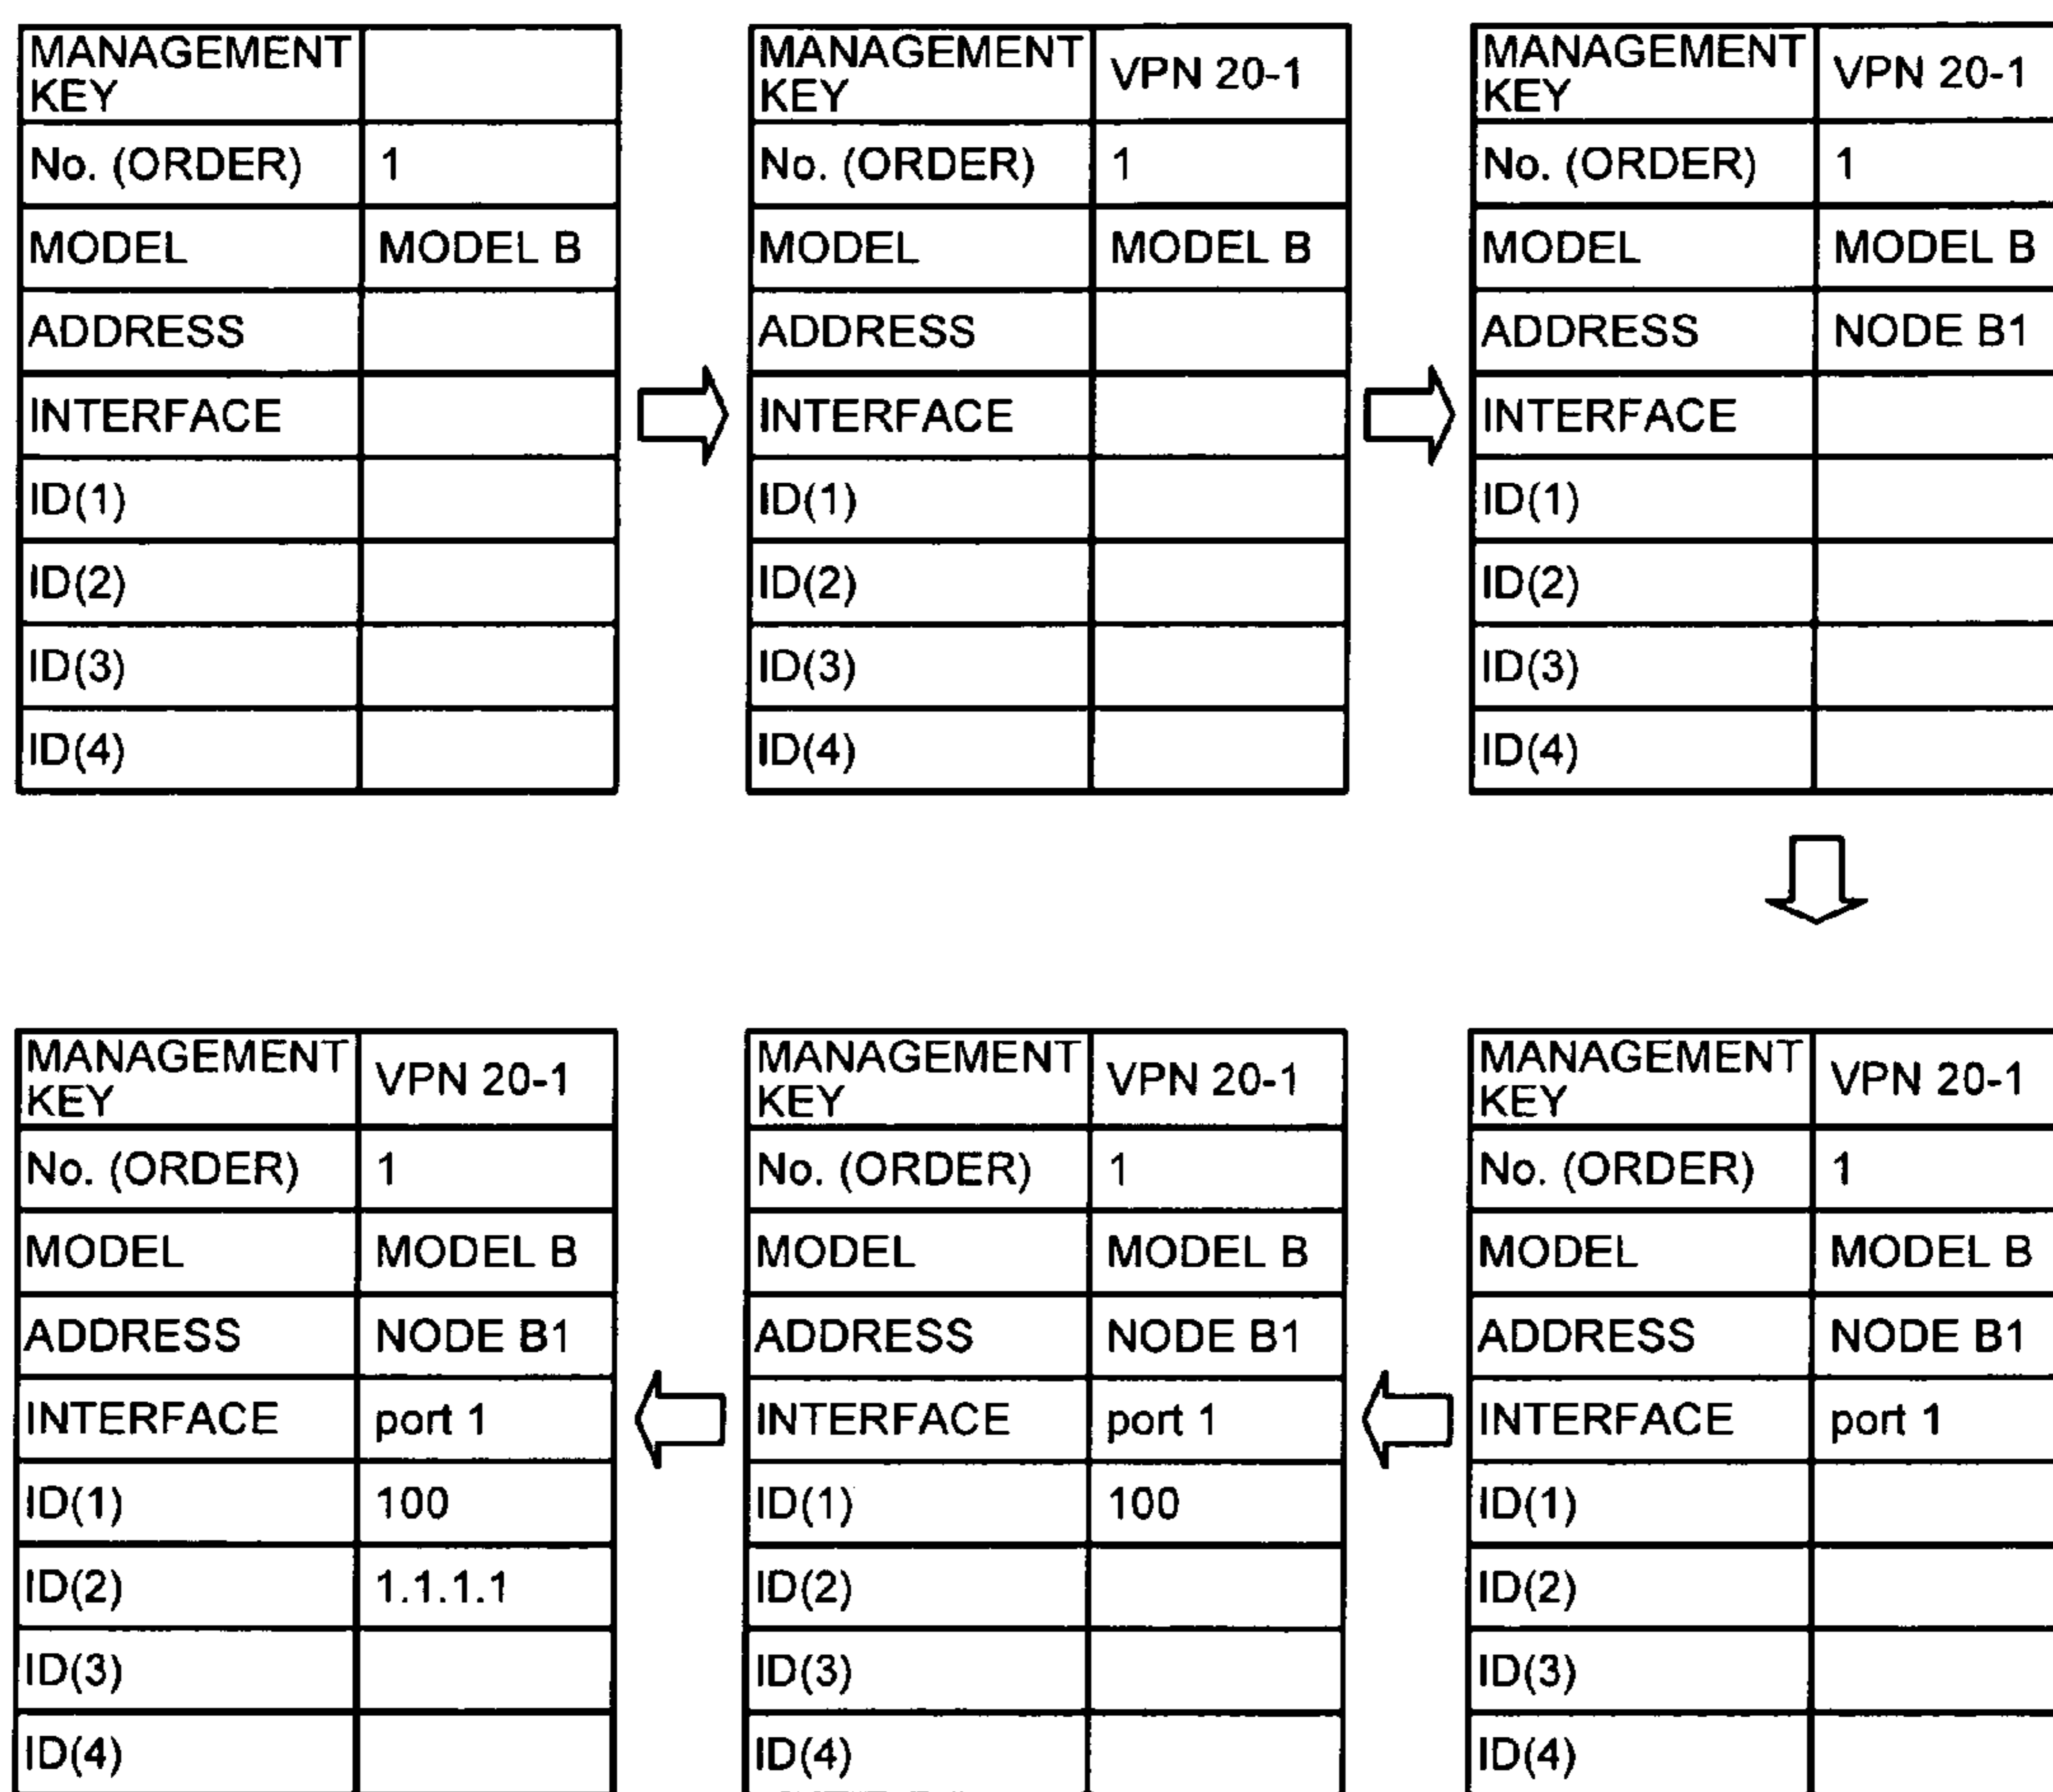 MANAGEMENT
KEY
No. (ORDER) 1
MODEL MODEL B
ADDRESS
INTERFACE
ID(1)
ID(2)
ID(3)
ID(4)
MANAGEMENT
KEY VPN 20-1
No. (ORDER) 1
MODEL MODEL B
ADDRESS
INTERFACE
ID(1)
ID(2)
ID(3)
ID(4)
MANAGEMENT
KEY VPN 20-1
No. (ORDER) 1
MODEL MODEL B
ADDRESS NODE B1
INTERFACE
ID(1)
ID(2)
ID(3)
ID(4)
MANAGEMENT
KEY VPN 20-1
No. (ORDER) 1
MODEL MODEL B
ADDRESS NODE B1
INTERFACE port 1
ID(1) 100
ID(2) 1.1.1.1
ID(3)
ID(4)
MANAGEMENT
KEY VPN 20-1
No. (ORDER) 1
MODEL MODEL B
ADDRESS NODE B1
INTERFACE port 1
ID(1) 100
ID(2)
ID(3)
ID(4)
MANAGEMENT
KEY VPN 20-1
No. (ORDER) 1
MODEL MODEL B
ADDRESS NODE B1
INTERFACE port 1
ID(1)
ID(2)
ID(3)
ID(4)